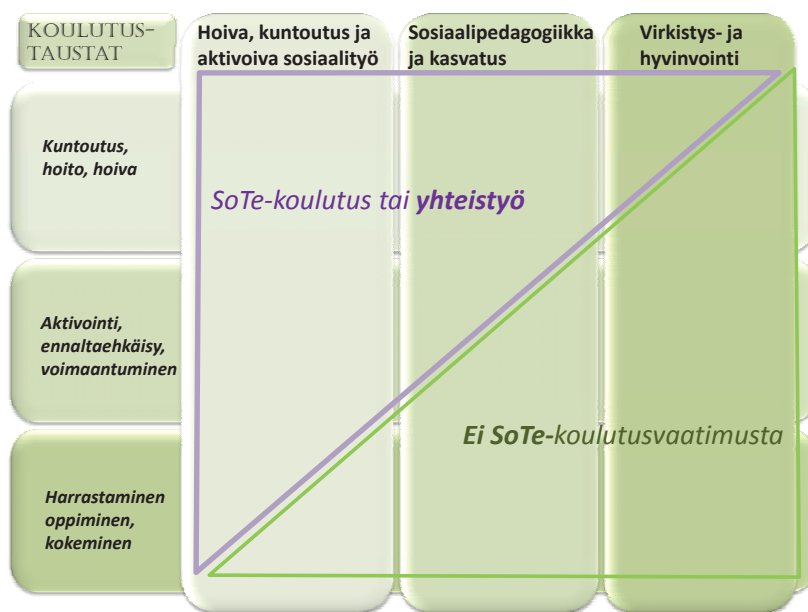 KOULUTUS-
TAUSTAT
Hoiva, kuntoutus ja
aktivoiva sosiaalityö
Sosiaalipedagogiikka
ja kasvatus
Virkistys- ja
hyvinvointi
Kuntoutus,
hoito, hoiva
SoTe-koulutus tai yhteistyö
Aktivointi,
ennaltaehkäisy,
voimaantuminen
Ei SoTe-koulutusvaatimusta
Harrastaminen
oppiminen,
kokeminen